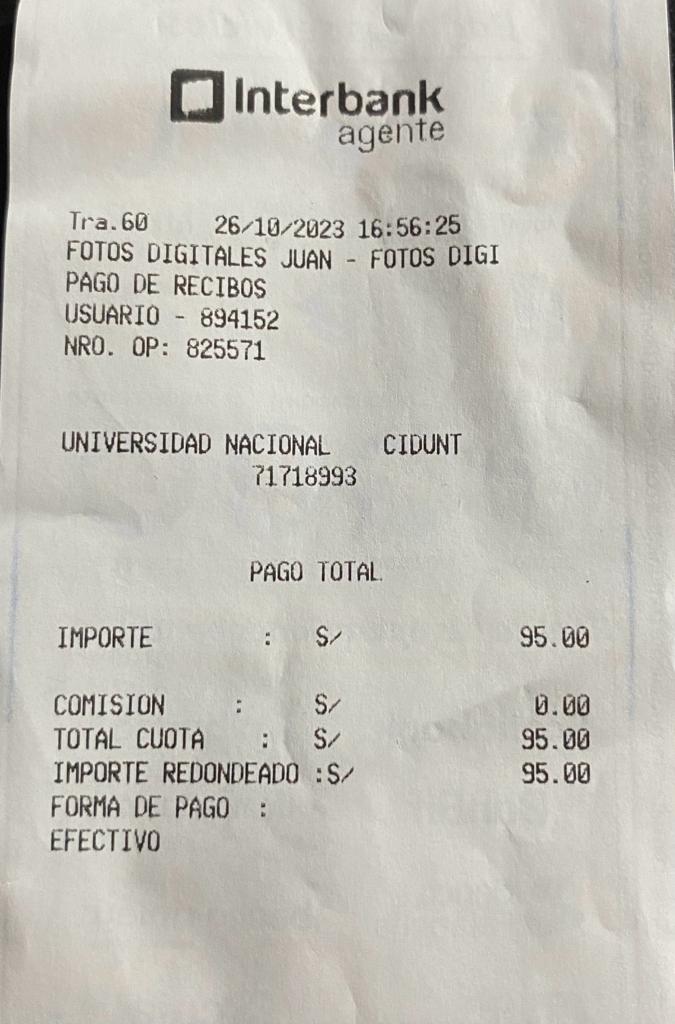 Interbank
agente
Tra.60 26/10/2023 16:56:25
FOTOS DIGITALES JUAN - FOTOS DIGI
PAGO DE RECIBOS
USUARIO - 894152
NRO. OP: 825571
UNIVERSIDAD NACIONAL CIDUNT
71718993
PAGO TOTAL
IMPORTE : S/ 95.00
COMISION : S/ 0.00
TOTAL CUOTA : S/ 95.00
IMPORTE REDONDEADO :S/ 95.00
FORMA DE PAGO :
EFECTIVO